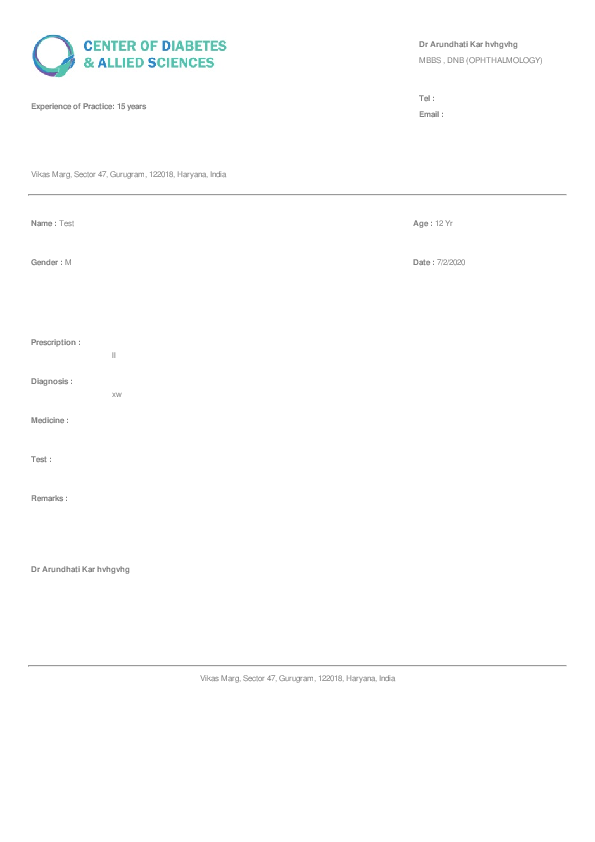 CENTER OF DIABETES
& ALLIED SCIENCES
Dr Arundhati Kar hvhgvhg
MBBS , DNB (OPHTHALMOLOGY)
Tel :
Email :
Experience of Practice: 15 years
Vikas Marg, Sector 47, Gurugram, 122018, Haryana, India
Name : Test
Age : 12 Yr
Gender : M
Date : 7/2/2020
Prescription :
ll
Diagnosis :
xw
Medicine :
Test :
Remarks :
Dr Arundhati Kar hvhgvhg
Vikas Marg, Sector 47, Gurugram, 122018, Haryana, India